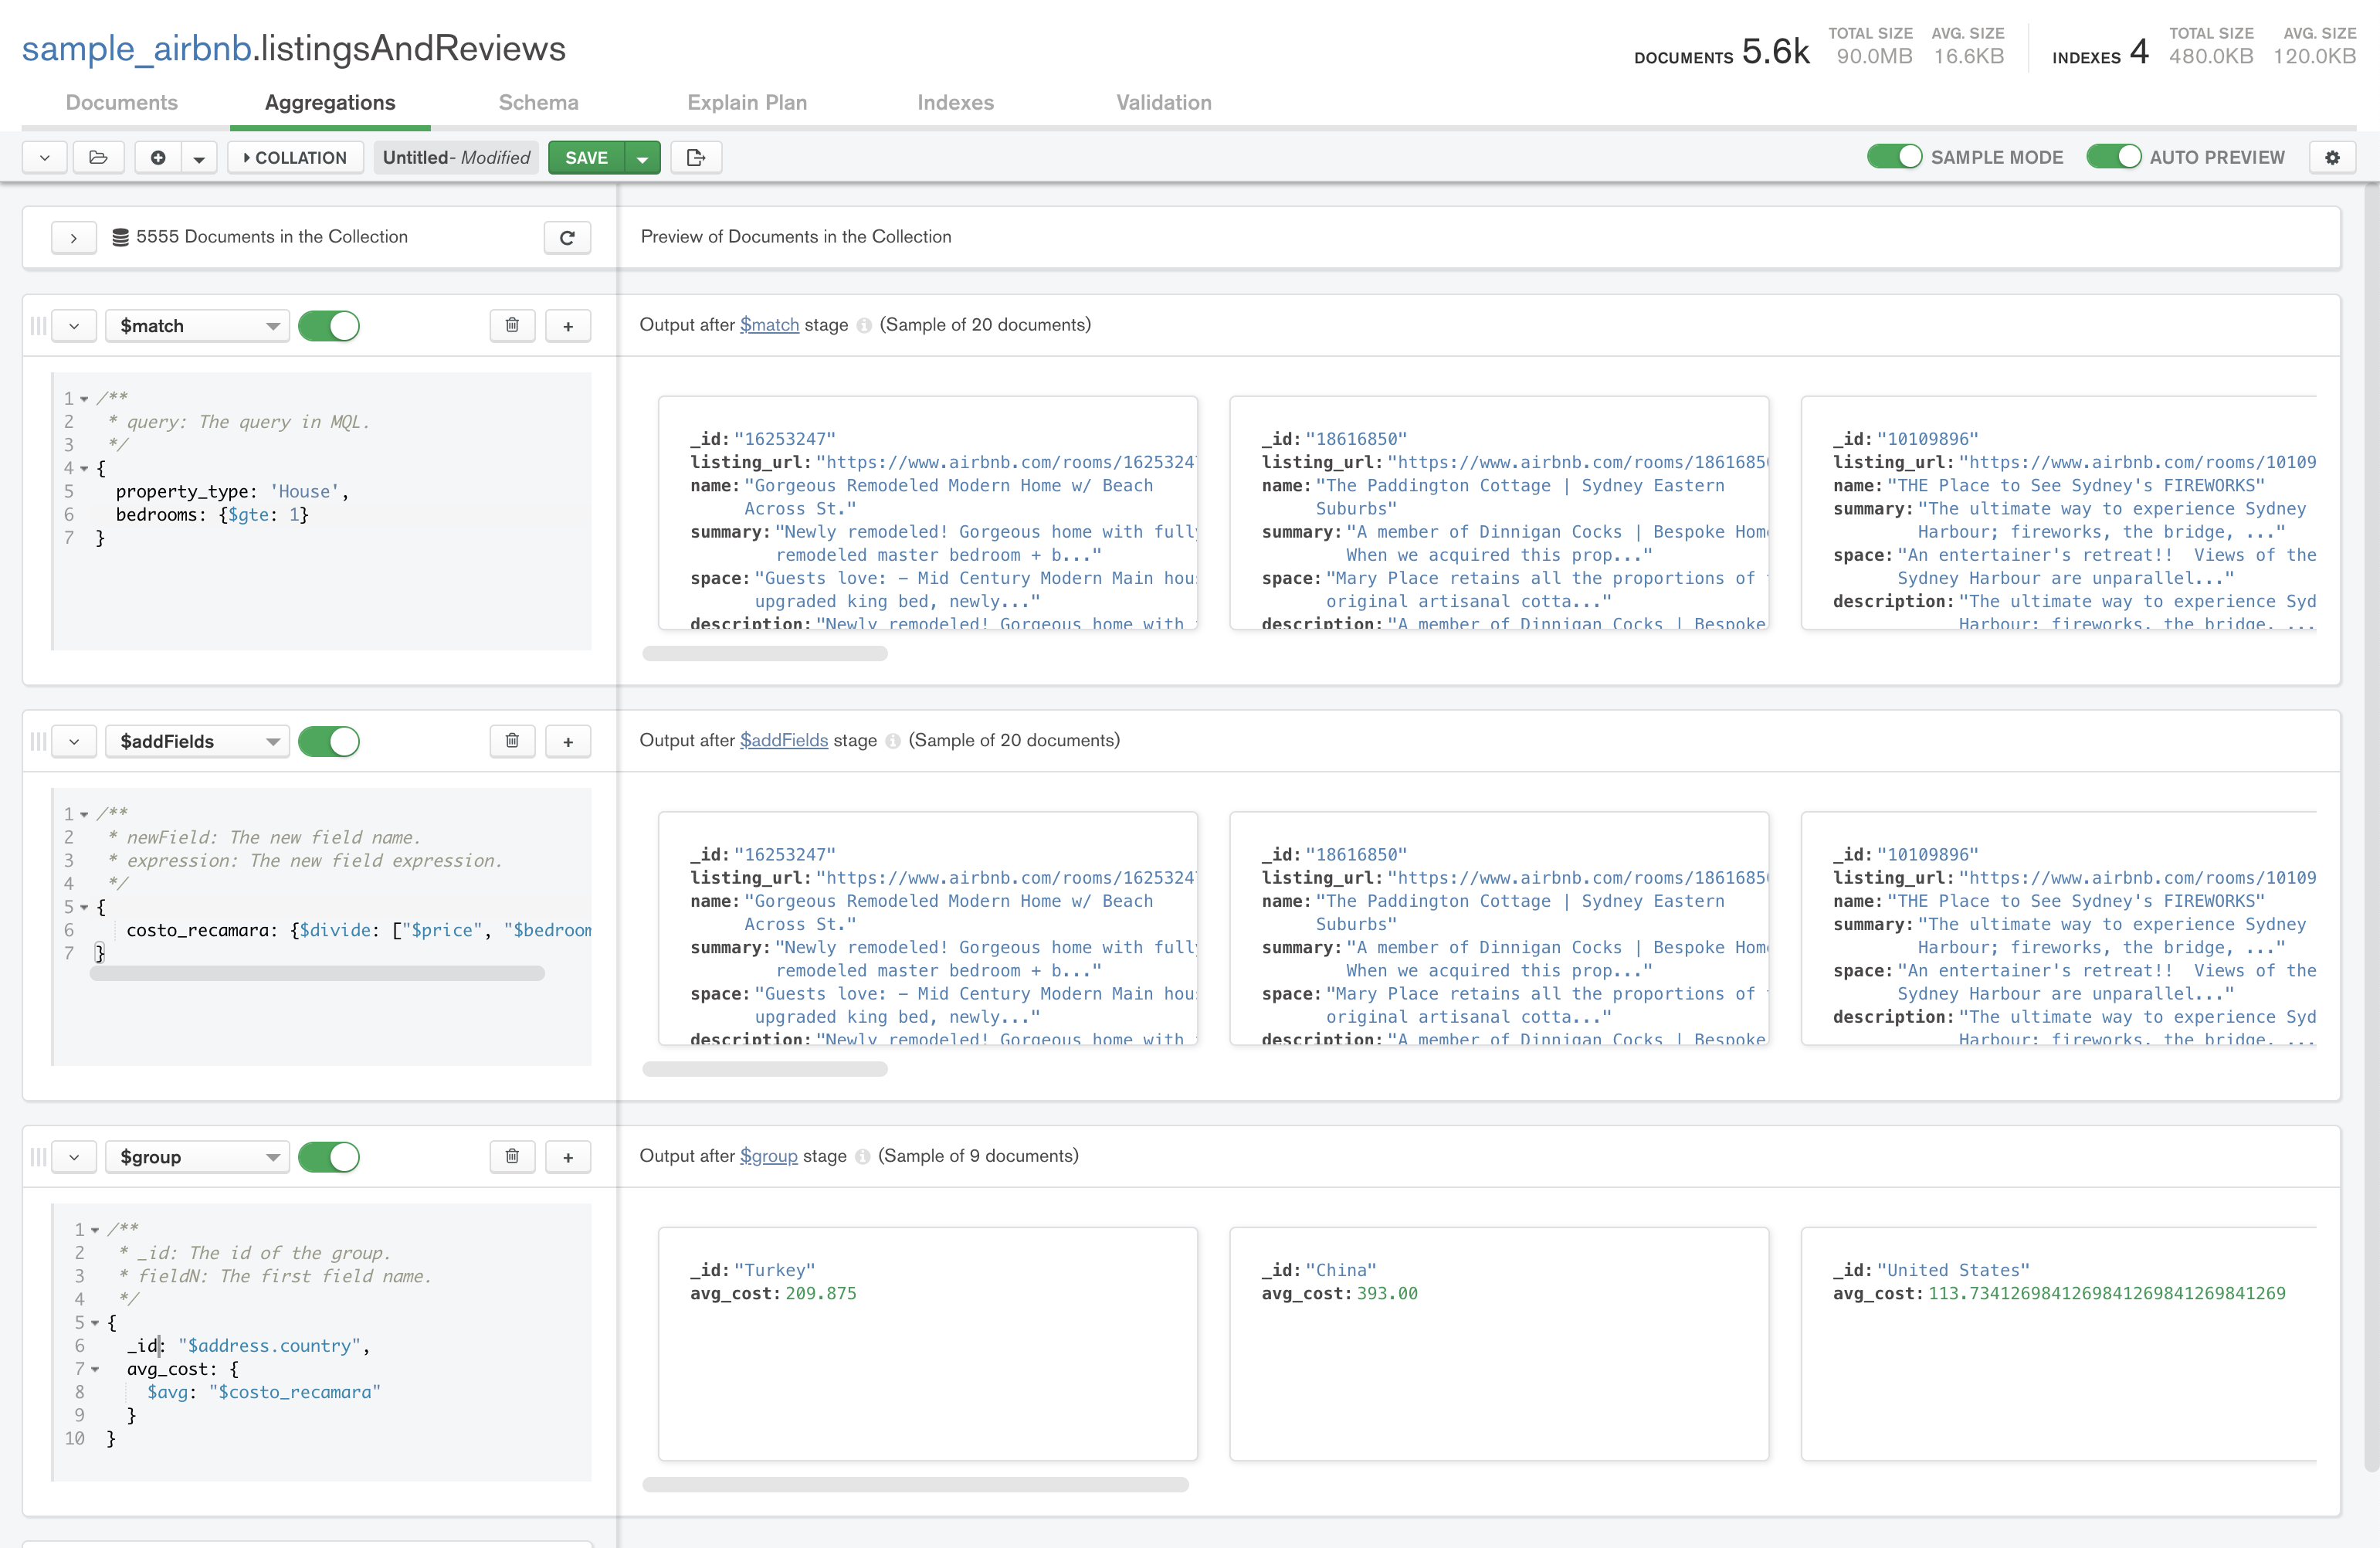 sample_airbnb.listingsAndReviews
DOCUMENTS 5.6k TOTAL SIZE 90.0MB AVG. SIZE 16.6KB INDEXES 4 TOTAL SIZE 480.0KB AVG. SIZE 120.0KB
Documents Aggregations Schema Explain Plan Indexes Validation
COLLATION Untitled- Modified SAVE SAMPLE MODE AUTO PREVIEW
5555 Documents in the Collection
Preview of Documents in the Collection
$match
Output after $match stage (Sample of 20 documents)
1 /**
2 * query: The query in MQL.
3 */
4 {
5 property_type: 'House',
6 bedrooms: {$gte: 1}
7 }
_id: "16253247"
listing_url: "https://www.airbnb.com/rooms/1625324
name: "Gorgeous Remodeled Modern Home w/ Beach
Across St."
summary: "Newly remodeled! Gorgeous home with full
remodeled master bedroom + b..."
space: "Guests love: – Mid Century Modern Main hou
upgraded king bed, newly..."
description: "Newly remodeled! Gorgeous home with
_id: "18616850"
listing_url: "https://www.airbnb.com/rooms/1861685
name: "The Paddington Cottage | Sydney Eastern
Suburbs"
summary: "A member of Dinnigan Cocks | Bespoke Hom
When we acquired this prop..."
space: "Mary Place retains all the proportions of
original artisanal cotta..."
description: "A member of Dinnigan Cocks | Bespoke
_id: "10109896"
listing_url: "https://www.airbnb.com/rooms/10109
name: "THE Place to See Sydney's FIREWORKS"
summary: "The ultimate way to experience Sydney
Harbour; fireworks, the bridge, ..."
space: "An entertainer's retreat!!  Views of the
Sydney Harbour are unparallel..."
description: "The ultimate way to experience Syd
Harbour; fireworks, the bridge, ...
$addFields
Output after $addFields stage (Sample of 20 documents)
1 /**
2 * newField: The new field name.
3 * expression: The new field expression.
4 */
5 {
6 costo_recamara: {$divide: ["$price", "$bedroom
7 }
_id: "16253247"
listing_url: "https://www.airbnb.com/rooms/1625324
name: "Gorgeous Remodeled Modern Home w/ Beach
Across St."
summary: "Newly remodeled! Gorgeous home with full
remodeled master bedroom + b..."
space: "Guests love: – Mid Century Modern Main hou
upgraded king bed, newly..."
description: "Newly remodeled! Gorgeous home with
_id: "18616850"
listing_url: "https://www.airbnb.com/rooms/1861685
name: "The Paddington Cottage | Sydney Eastern
Suburbs"
summary: "A member of Dinnigan Cocks | Bespoke Hom
When we acquired this prop..."
space: "Mary Place retains all the proportions of
original artisanal cotta..."
description: "A member of Dinnigan Cocks | Bespoke
_id: "10109896"
listing_url: "https://www.airbnb.com/rooms/10109
name: "THE Place to See Sydney's FIREWORKS"
summary: "The ultimate way to experience Sydney
Harbour; fireworks, the bridge, ..."
space: "An entertainer's retreat!!  Views of the
Sydney Harbour are unparallel..."
description: "The ultimate way to experience Syd
Harbour; fireworks, the bridge, ...
$group
Output after $group stage (Sample of 9 documents)
1 /**
2 * _id: The id of the group.
3 * fieldN: The first field name.
4 */
5 {
6 _id: "$address.country",
7 avg_cost: {
8 $avg: "$costo_recamara"
9 }
10 }
_id: "Turkey"
avg_cost: 209.875
_id: "China"
avg_cost: 393.00
_id: "United States"
avg_cost: 113.7341269841269841269841269841269